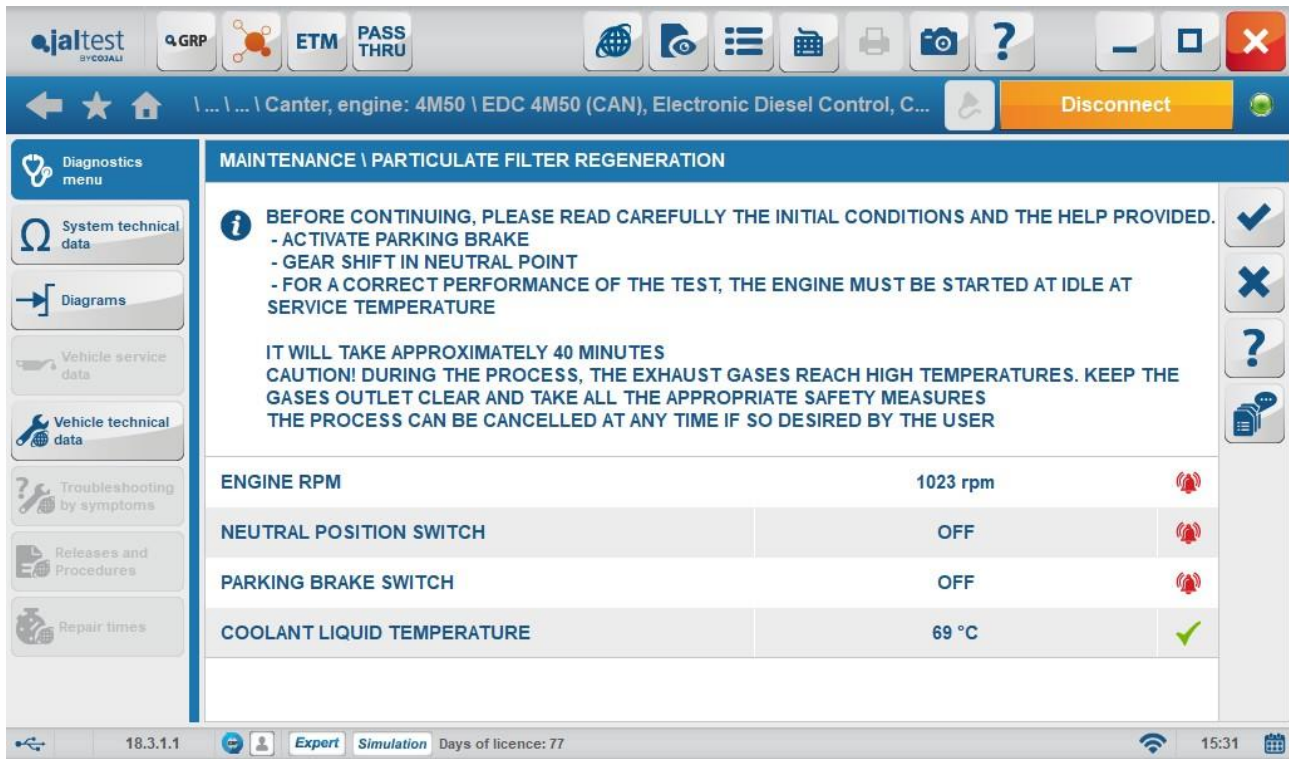 jaltest
BY COJALI
GRP
ETM
PASS
THRU
?
\ ... \ ... \ Canter, engine: 4M50 \ EDC 4M50 (CAN), Electronic Diesel Control, C...
Disconnect
Diagnostics
menu
System technical
data
Diagrams
Vehicle service
data
Vehicle technical
data
Troubleshooting
by symptoms
Releases and
Procedures
Repair times
MAINTENANCE \ PARTICULATE FILTER REGENERATION
BEFORE CONTINUING, PLEASE READ CAREFULLY THE INITIAL CONDITIONS AND THE HELP PROVIDED.
- ACTIVATE PARKING BRAKE
- GEAR SHIFT IN NEUTRAL POINT
- FOR A CORRECT PERFORMANCE OF THE TEST, THE ENGINE MUST BE STARTED AT IDLE AT
SERVICE TEMPERATURE
IT WILL TAKE APPROXIMATELY 40 MINUTES
CAUTION! DURING THE PROCESS, THE EXHAUST GASES REACH HIGH TEMPERATURES. KEEP THE
GASES OUTLET CLEAR AND TAKE ALL THE APPROPRIATE SAFETY MEASURES
THE PROCESS CAN BE CANCELLED AT ANY TIME IF SO DESIRED BY THE USER
ENGINE RPM 1023 rpm
NEUTRAL POSITION SWITCH OFF
PARKING BRAKE SWITCH OFF
COOLANT LIQUID TEMPERATURE 69 °C
?
18.3.1.1 Expert Simulation Days of licence: 77 15:31